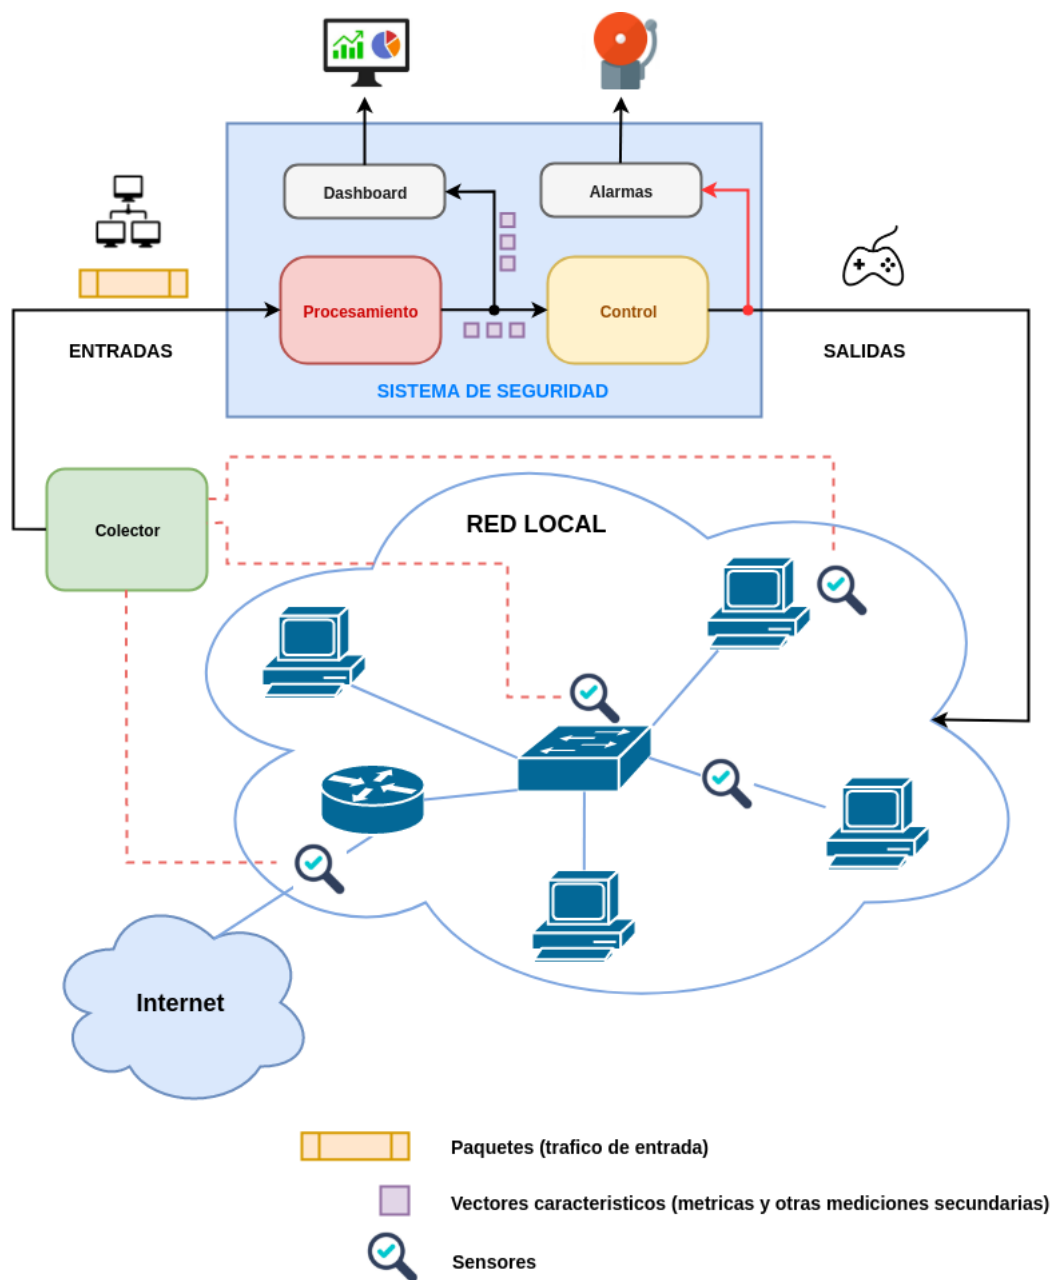 Dashboard
Alarmas
Procesamiento
Control
ENTRADAS
SALIDAS
SISTEMA DE SEGURIDAD
Colector
RED LOCAL
Internet
Paquetes (trafico de entrada)
Vectores caracteristicos (metricas y otras mediciones secundarias)
Sensores